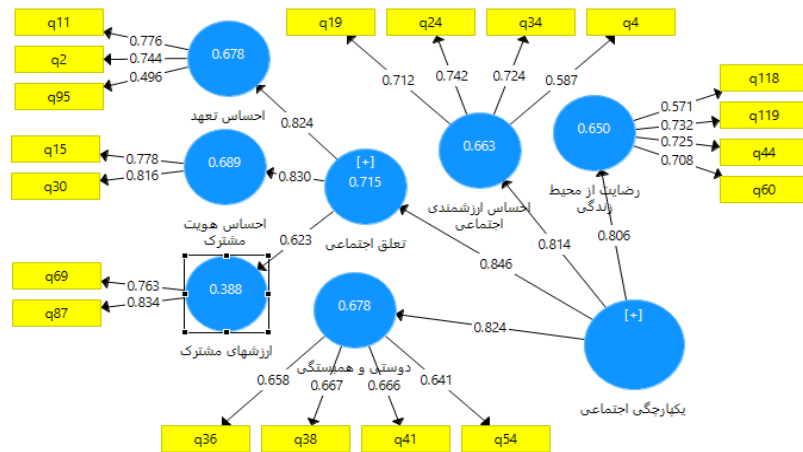 q11
q2
q95
0.776
0.744
0.496
0.678
احساس تعهد
q19
q24
q34
q4
0.712
0.742
0.724
0.587
0.663
احساس ارزشمندی
اجتماعی
q118
q119
q44
q60
0.571
0.732
0.725
0.708
0.650
رضایت از محیط
زندگی
q15
q30
0.778
0.816
0.689
احساس هویت
مشترک
0.824
0.830
0.623
[+]
0.715
تعلق اجتماعی
0.846
0.814
0.806
q69
q87
0.763
0.834
0.388
ارزشهای مشترک
0.678
دوستی و همبستگی
0.824
[+]
یکپارچگی اجتماعی
0.658
0.667
0.666
0.641
q36
q38
q41
q54